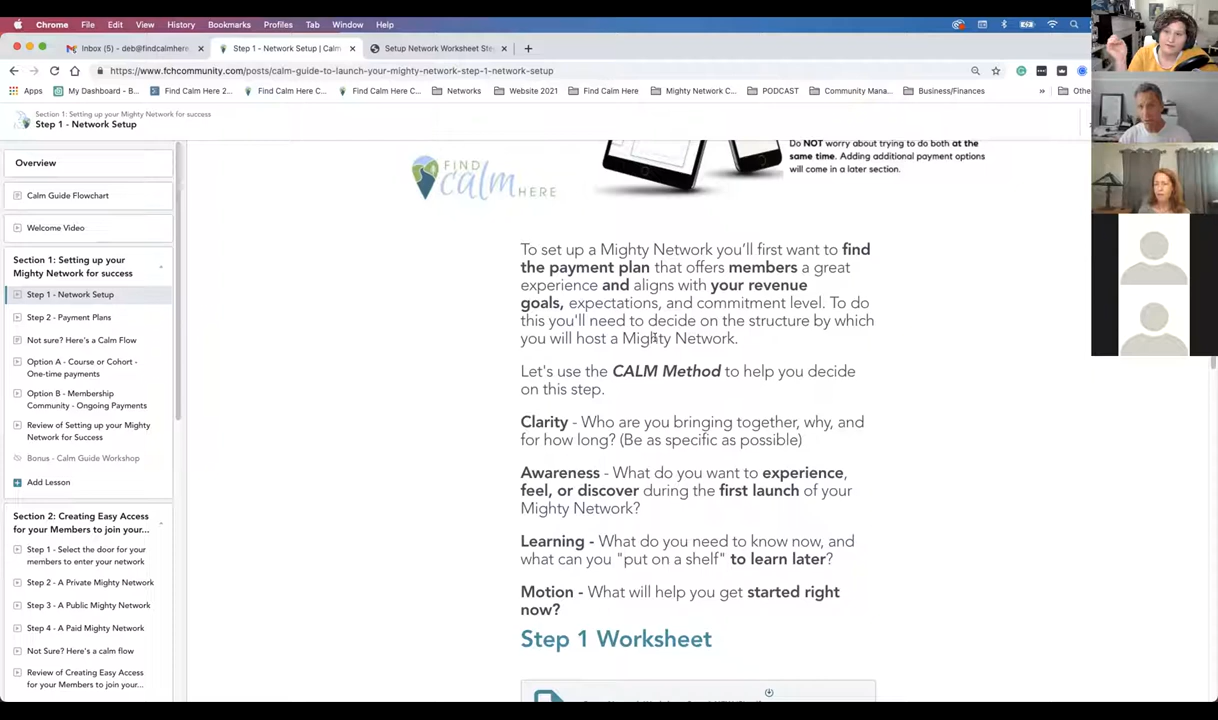 Chrome File Edit View History Bookmarks Profiles Tab Window Help
Inbox (9) - deb@findcalmhere
Step 1 - Network Setup | Calm
Setup Network Worksheet Ste
https://www.fchcommunity.com/posts/calm-guide-to-launch-your-mighty-network-step-1-network-setup
Apps My Dashboard - B... Find Calm Here 2... Find Calm Here C... Find Calm Here C... Networks Website 2021 Find Calm Here Mighty Network C... PODCAST Community Mana... Business/Finances Othe
Section 1: Setting up your Mighty Network for success
Step 1 - Network Setup
Overview
Calm Guide Flowchart
Welcome Video
Section 1: Setting up your
Mighty Network for success
Step 1 - Network Setup
Step 2 - Payment Plans
Not sure? Here's a Calm Flow
Option A - Course or Cohort -
One-time payments
Option B - Membership
Community - Ongoing Payments
Review of Setting up your Mighty
Network for Success
Bonus - Calm Guide Workshop
Add Lesson
Section 2: Creating Easy Access
for your Members to join your...
Step 1 - Select the door for your
members to enter your network
Step 2 - A Private Mighty Network
Step 3 - A Public Mighty Network
Step 4 - A Paid Mighty Network
Not Sure? Here's a calm flow
Review of Creating Easy Access
for your Members to join your...
FIND
calm HERE
Do NOT worry about trying to do both at the
same time. Adding additional payment options
will come in a later section.
To set up a Mighty Network you'll first want to find
the payment plan that offers members a great
experience and aligns with your revenue
goals, expectations, and commitment level. To do
this you'll need to decide on the structure by which
you will host a Mighty Network.
Let's use the CALM Method to help you decide
on this step.
Clarity - Who are you bringing together, why, and
for how long? (Be as specific as possible)
Awareness - What do you want to experience,
feel, or discover during the first launch of your
Mighty Network?
Learning - What do you need to know now, and
what can you "put on a shelf" to learn later?
Motion - What will help you get started right
now?
Step 1 Worksheet